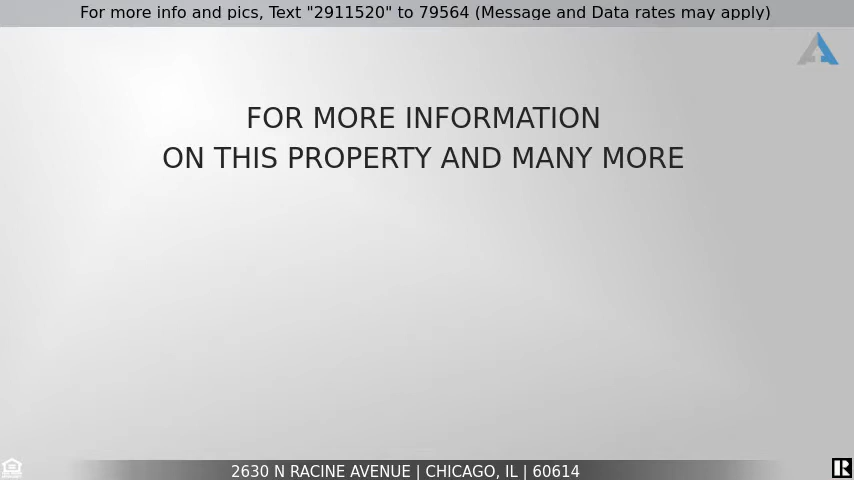 For more info and pics, Text "2911520" to 79564 (Message and Data rates may apply)
FOR MORE INFORMATION
ON THIS PROPERTY AND MANY MORE
2630 N RACINE AVENUE | CHICAGO, IL | 60614